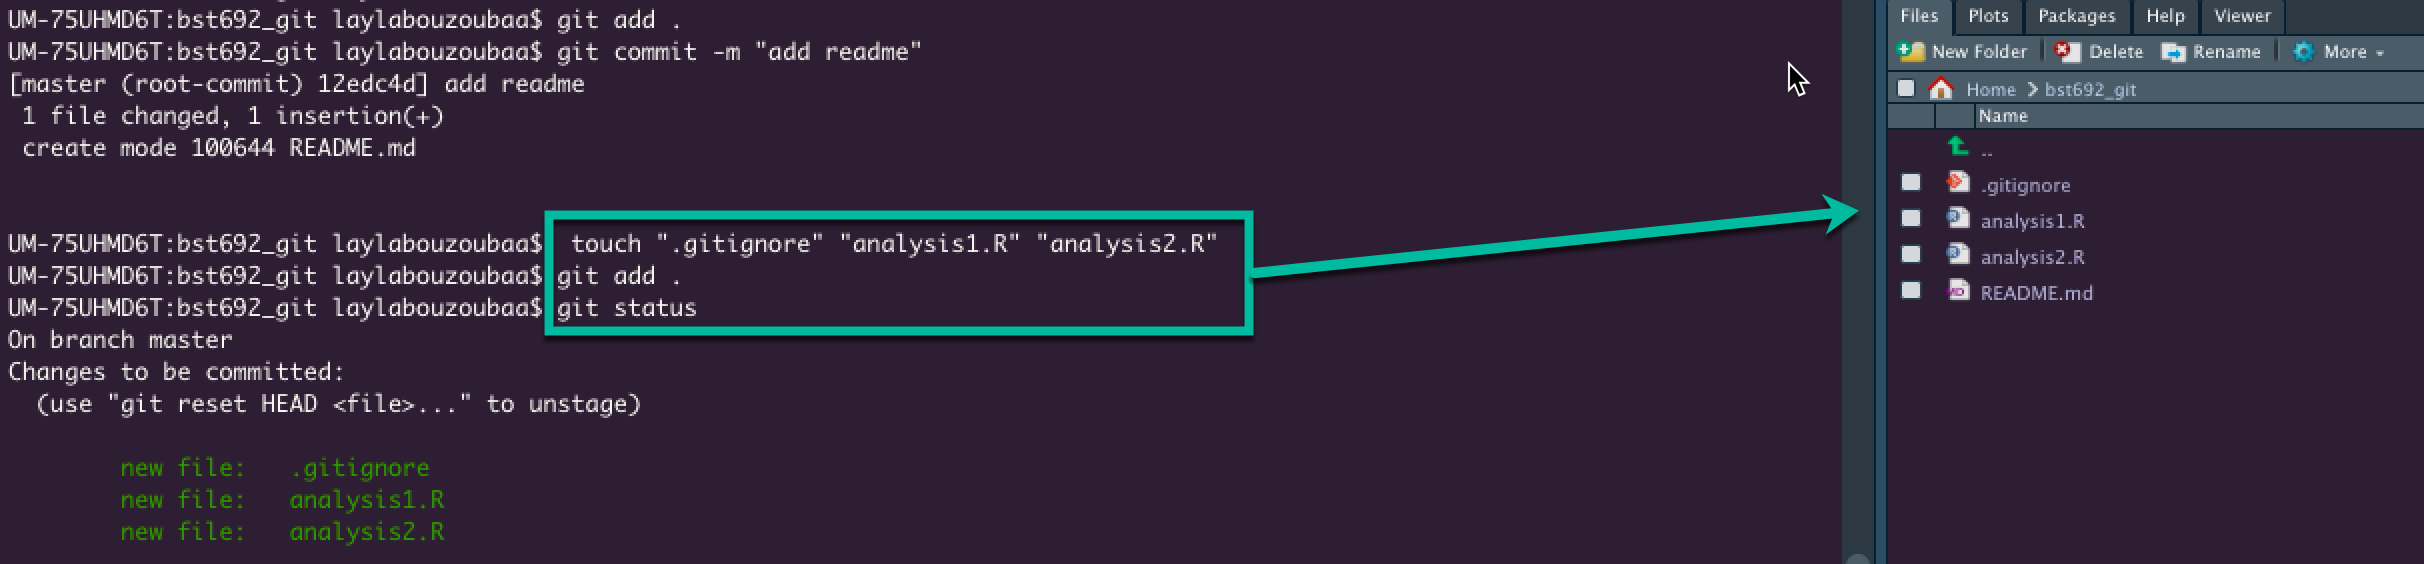 UM-75UHMD6T:bst692_git laylabouzoubaa$ git add .
UM-75UHMD6T:bst692_git laylabouzoubaa$ git commit -m "add readme"
[master (root-commit) 12edc4d] add readme
 1 file changed, 1 insertion(+)
 create mode 100644 README.md
UM-75UHMD6T:bst692_git laylabouzoubaa$  touch ".gitignore" "analysis1.R" "analysis2.R"
UM-75UHMD6T:bst692_git laylabouzoubaa$ git add .
UM-75UHMD6T:bst692_git laylabouzoubaa$ git status
On branch master
Changes to be committed:
  (use "git reset HEAD <file>..." to unstage)
        new file:   .gitignore
        new file:   analysis1.R
        new file:   analysis2.R
Files Plots Packages Help Viewer
New Folder Delete Rename More
Home bst692_git
Name
..
.gitignore
analysis1.R
analysis2.R
README.md